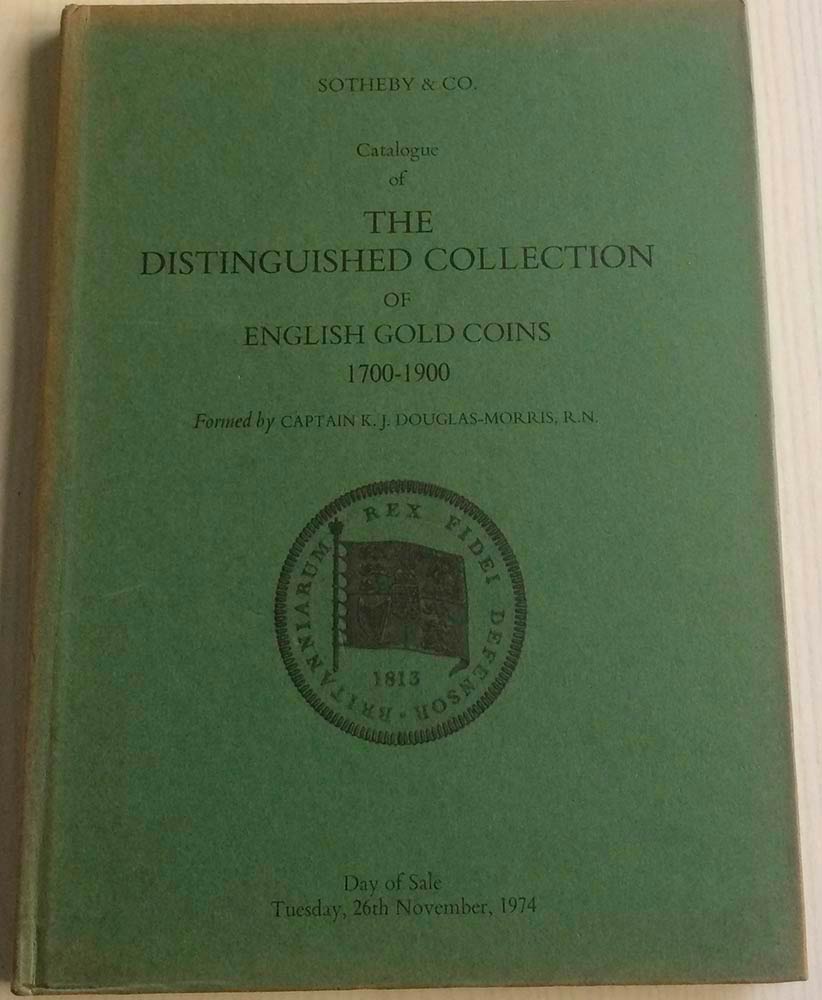 SOTHEBY & CO.
Catalogue
of
THE
DISTINGUISHED COLLECTION
OF
ENGLISH GOLD COINS
1700-1900
Formed by CAPTAIN K. J. DOUGLAS-MORRIS, R.N.
BRITANNIARUM REX FIDEI DEFENSOR
1813
Day of Sale
Tuesday, 26th November, 1974